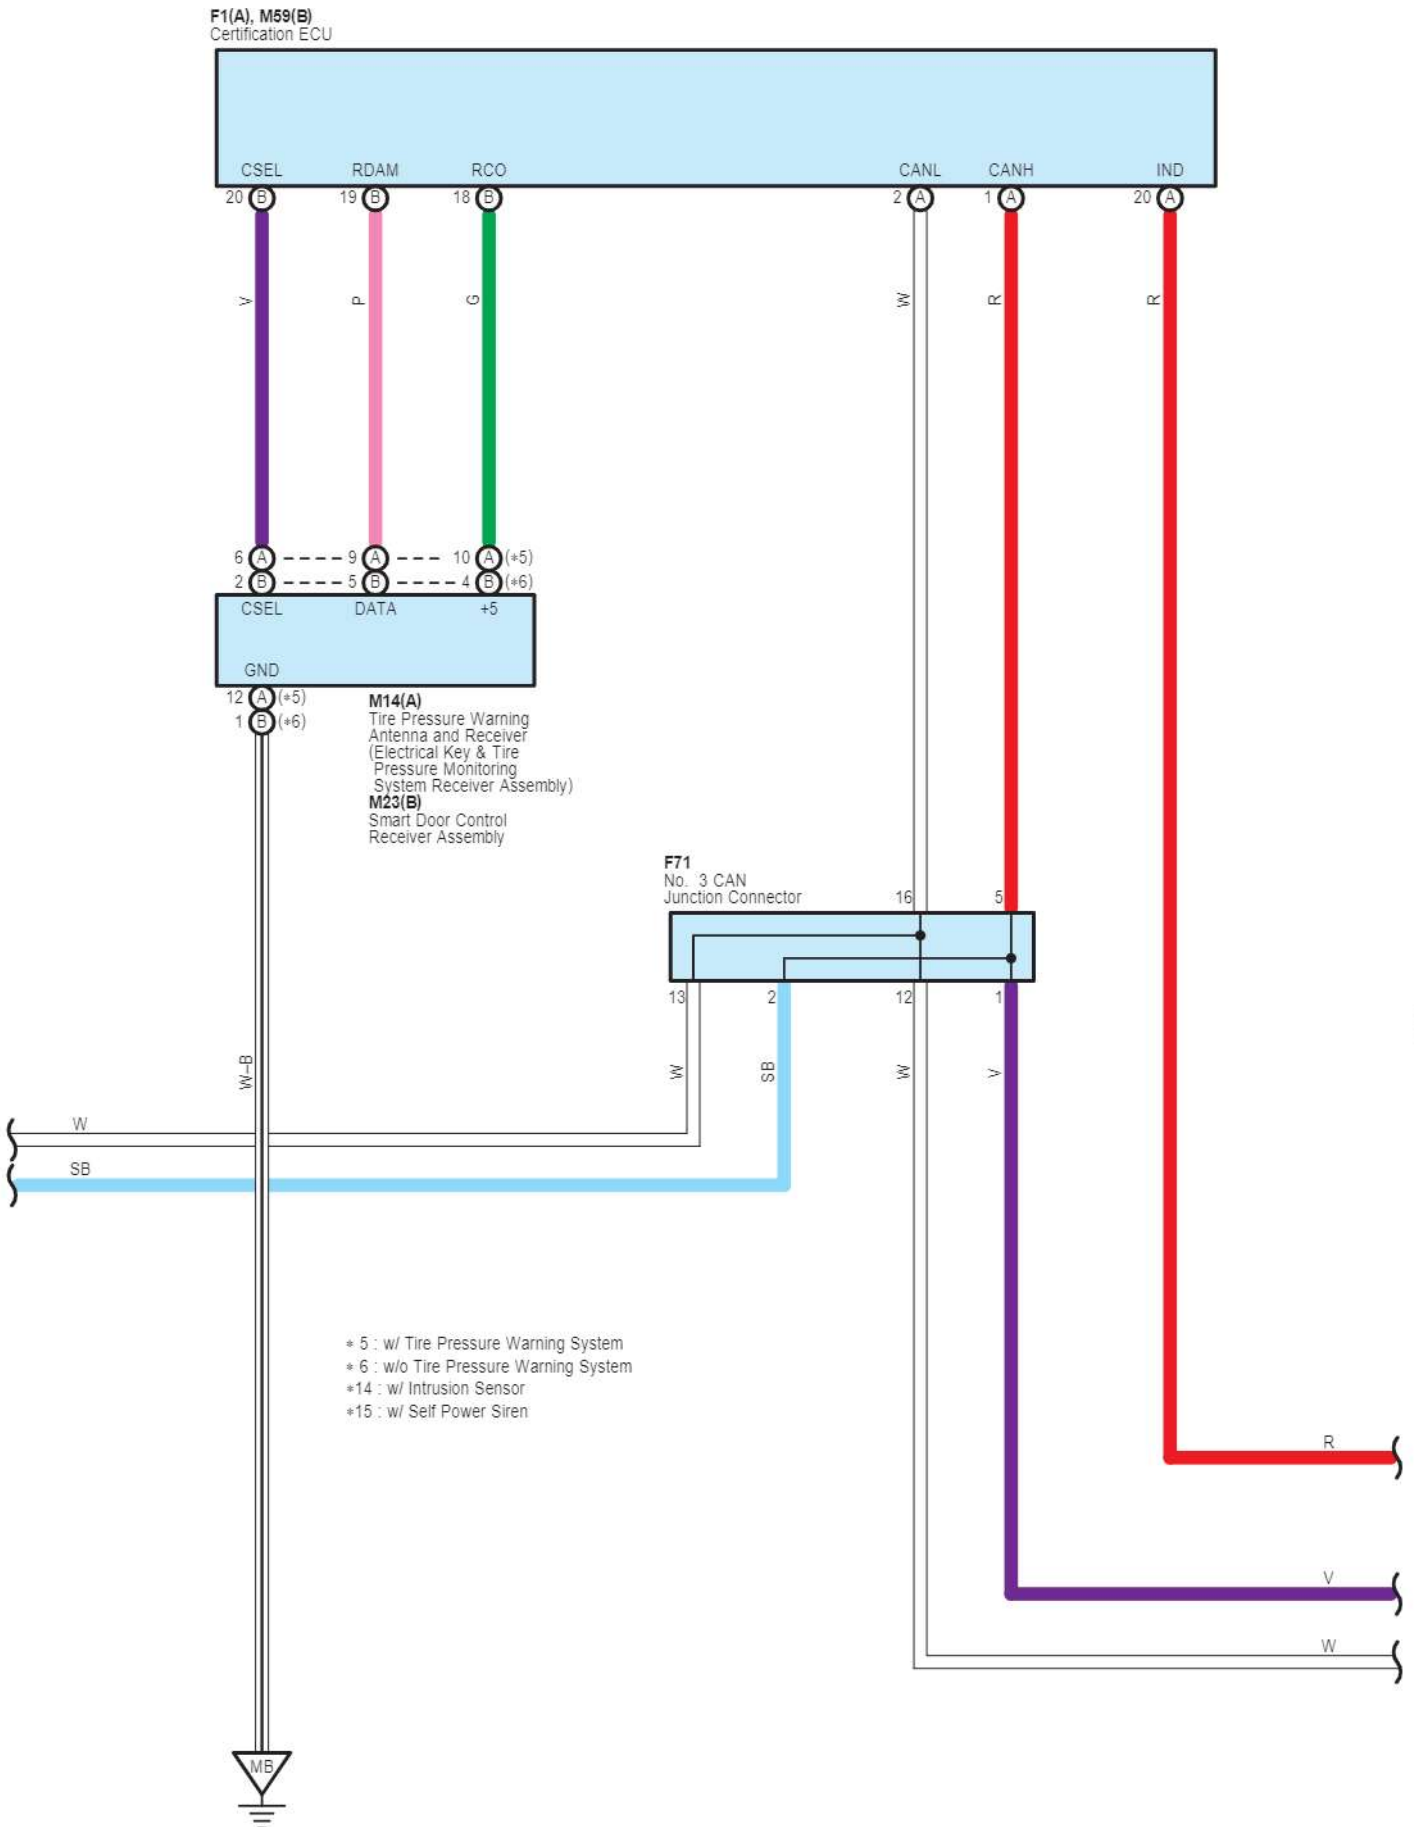 F1(A), M59(B)
Certification ECU
CSEL RDAM RCO CANL CANH IND
20 B 19 B 18 B 2 A 1 A 20 A
V P G W R R
6 A 9 A 10 A (*5)
2 B 5 B 4 B (*6)
CSEL DATA +5
GND
12 A (*5)
1 B (*6)
M14(A)
Tire Pressure Warning
Antenna and Receiver
(Electrical Key & Tire
Pressure Monitoring
System Receiver Assembly)
M23(B)
Smart Door Control
Receiver Assembly
F71
No. 3 CAN
Junction Connector
16 5
13 2 12 1
W-B W SB W V
W
SB
* 5 : w/ Tire Pressure Warning System
* 6 : w/o Tire Pressure Warning System
*14 : w/ Intrusion Sensor
*15 : w/ Self Power Siren
R
V
W
MB